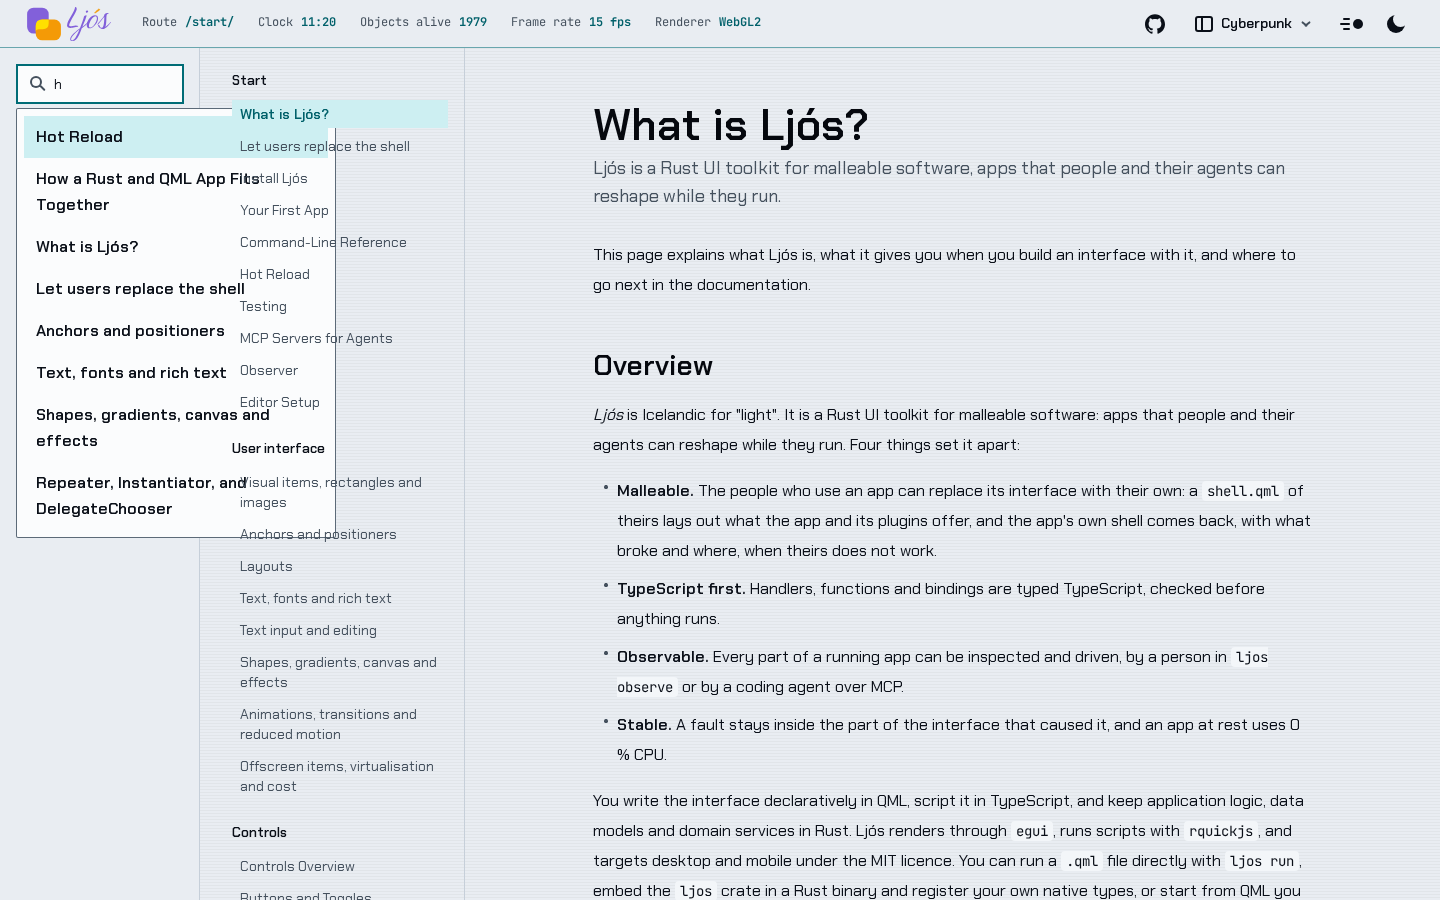 Ljós
Route /start/
Clock 11:20
Objects alive 1979
Frame rate 15 fps
Renderer WebGL2
Cyberpunk
h
Hot Reload
How a Rust and QML App Fits
Together
What is Ljós?
Let users replace the shell
Anchors and positioners
Text, fonts and rich text
Shapes, gradients, canvas and
effects
Repeater, Instantiator, and
DelegateChooser
Start
What is Ljós?
Let users replace the shell
Install Ljós
Your First App
Command-Line Reference
Hot Reload
Testing
MCP Servers for Agents
Observer
Editor Setup
User interface
Visual items, rectangles and
images
Anchors and positioners
Layouts
Text, fonts and rich text
Text input and editing
Shapes, gradients, canvas and
effects
Animations, transitions and
reduced motion
Offscreen items, virtualisation
and cost
Controls
Controls Overview
Buttons and Toggles
What is Ljós?
Ljós is a Rust UI toolkit for malleable software, apps that people and their agents can
reshape while they run.
This page explains what Ljós is, what it gives you when you build an interface with it, and where to
go next in the documentation.
Overview
Ljós is Icelandic for "light". It is a Rust UI toolkit for malleable software: apps that people and their
agents can reshape while they run. Four things set it apart:
• Malleable. The people who use an app can replace its interface with their own: a shell.qml of
theirs lays out what the app and its plugins offer, and the app's own shell comes back, with what
broke and where, when theirs does not work.
• TypeScript first. Handlers, functions and bindings are typed TypeScript, checked before
anything runs.
• Observable. Every part of a running app can be inspected and driven, by a person in ljos
observe or by a coding agent over MCP.
• Stable. A fault stays inside the part of the interface that caused it, and an app at rest uses 0
% CPU.
You write the interface declaratively in QML, script it in TypeScript, and keep application logic, data
models and domain services in Rust. Ljós renders through egui, runs scripts with rquickjs, and
targets desktop and mobile under the MIT licence. You can run a .qml file directly with ljos run,
embed the ljos crate in a Rust binary and register your own native types, or start from QML you